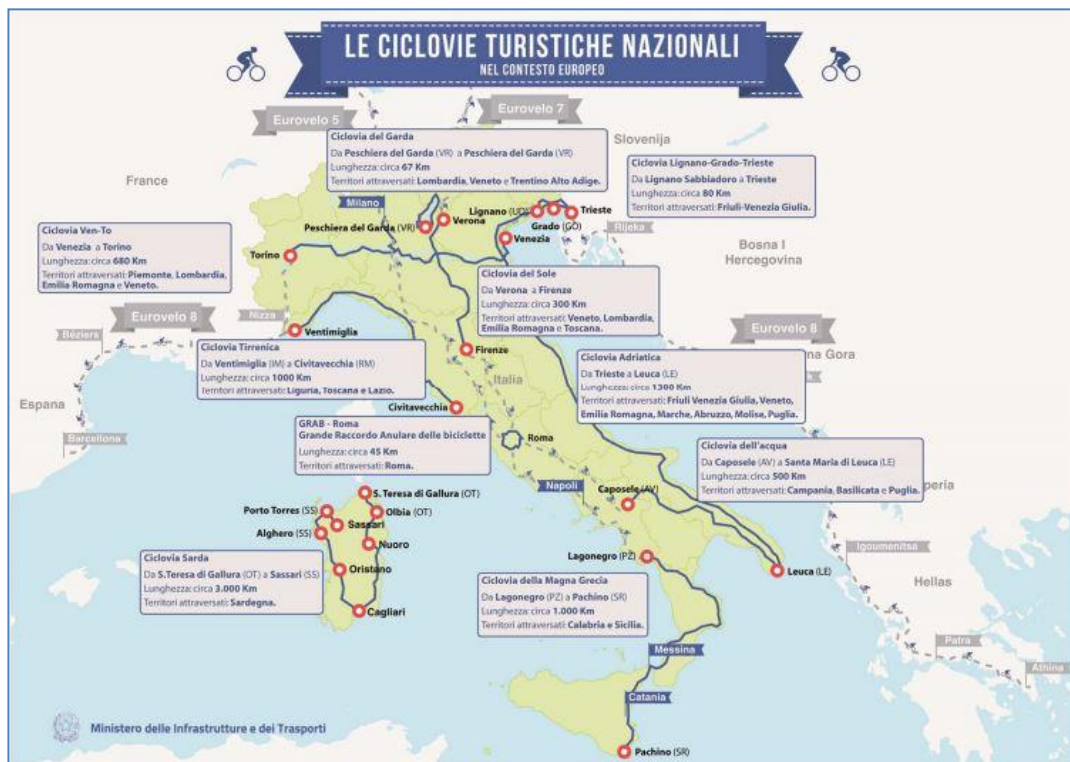 LE CICLOVIE TURISTICHE NAZIONALI
NEL CONTESTO EUROPEO
Eurovelo 5
Eurovelo 7
Slovenija
France
Ciclovia del Garda
Da Peschiera del Garda (VR) a Peschiera del Garda (VR)
Lunghezza: circa 67 Km
Territori attraversati: Lombardia, Veneto e Trentino Alto Adige.
Ciclovia Lignano-Grado-Trieste
Da Lignano Sabbiadoro a Trieste
Lunghezza: circa 80 Km
Territori attraversati: Friuli-Venezia Giulia.
Milano
Lignano (UD)
Trieste
Verona
Grado (GO)
Peschiera del Garda (VR)
Rijeka
Venezia
Bosna I
Hercegovina
Ciclovia Ven-To
Da Venezia a Torino
Lunghezza: circa 680 Km
Territori attraversati: Piemonte, Lombardia,
Emilia Romagna e Veneto.
Torino
Ciclovia del Sole
Da Verona a Firenze
Lunghezza: circa 300 Km
Territori attraversati: Veneto, Lombardia,
Emilia Romagna e Toscana.
Eurovelo 8
Nizza
Béziers
Ventimiglia
Eurovelo 8
na Gora
Ciclovia Tirrenica
Da Ventimiglia (IM) a Civitavecchia (RM)
Lunghezza: circa 1000 Km
Territori attraversati: Liguria, Toscana e Lazio.
Firenze
Italia
Ciclovia Adriatica
Da Trieste a Leuca (LE)
Lunghezza: circa 1300 Km
Territori attraversati: Friuli Venezia Giulia, Veneto,
Emilia Romagna, Marche, Abruzzo, Molise, Puglia.
Espana
Civitavecchia
Barcellona
GRAB - Roma
Grande Raccordo Anulare delle biciclette
Lunghezza: circa 45 Km
Territori attraversati: Roma.
Roma
Ciclovia dell'acqua
Da Caposele (AV) a Santa Maria di Leuca (LE)
Lunghezza: circa 500 Km
Territori attraversati: Campania, Basilicata e Puglia.
peria
Napoli
Caposele (AV)
S. Teresa di Gallura (OT)
Porto Torres (SS)
Olbia (OT)
Sassari
Alghero (SS)
Nuoro
Oristano
Cagliari
Igoumenitsa
Lagonegro (PZ)
Leuca (LE)
Hellas
Ciclovia Sarda
Da S.Teresa di Gallura (OT) a Sassari (SS)
Lunghezza: circa 3.000 Km
Territori attraversati: Sardegna.
Ciclovia della Magna Grecia
Da Lagonegro (PZ) a Pachino (SR)
Lunghezza: circa 1.000 Km
Territori attraversati: Calabria e Sicilia.
Patra
Messina
Athina
Catania
Ministero delle Infrastrutture e dei Trasporti
Pachino (SR)